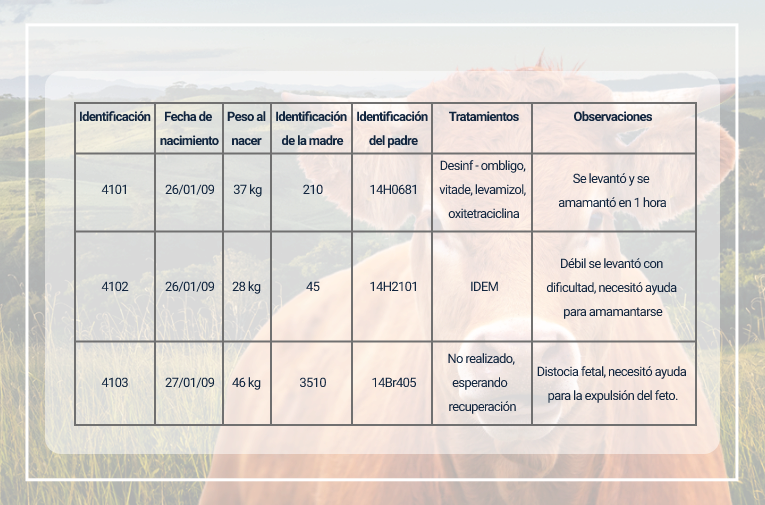 Identificación Fecha de nacimiento Peso al nacer Identificación de la madre Identificación del padre Tratamientos Observaciones
4101 26/01/09 37 kg 210 14H0681 Desinf - ombligo, vitade, levamizol, oxitetraciclina Se levantó y se amamantó en 1 hora
4102 26/01/09 28 kg 45 14H2101 IDEM Débil se levantó con dificultad, necesitó ayuda para amamantarse
4103 27/01/09 46 kg 3510 14Br405 No realizado, esperando recuperación Distocia fetal, necesitó ayuda para la expulsión del feto.